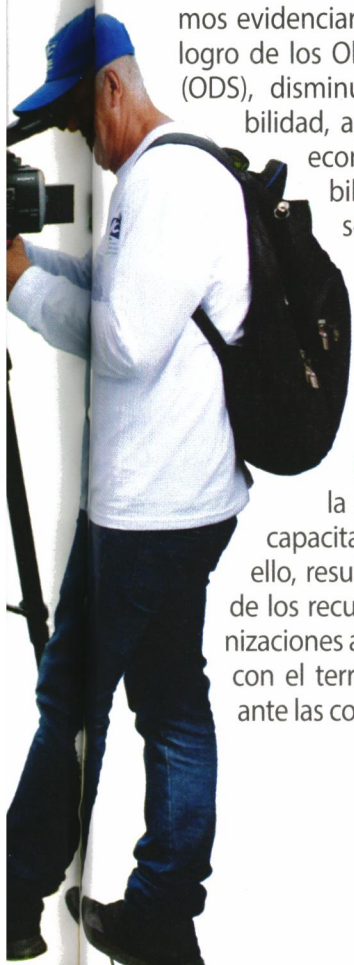 mos evidenciar
logro de los O
(ODS), disminu
bilidad, a
econ
bil
s
la
capacita
ello, resu
de los recu
nizaciones a
con el terr
ante las co